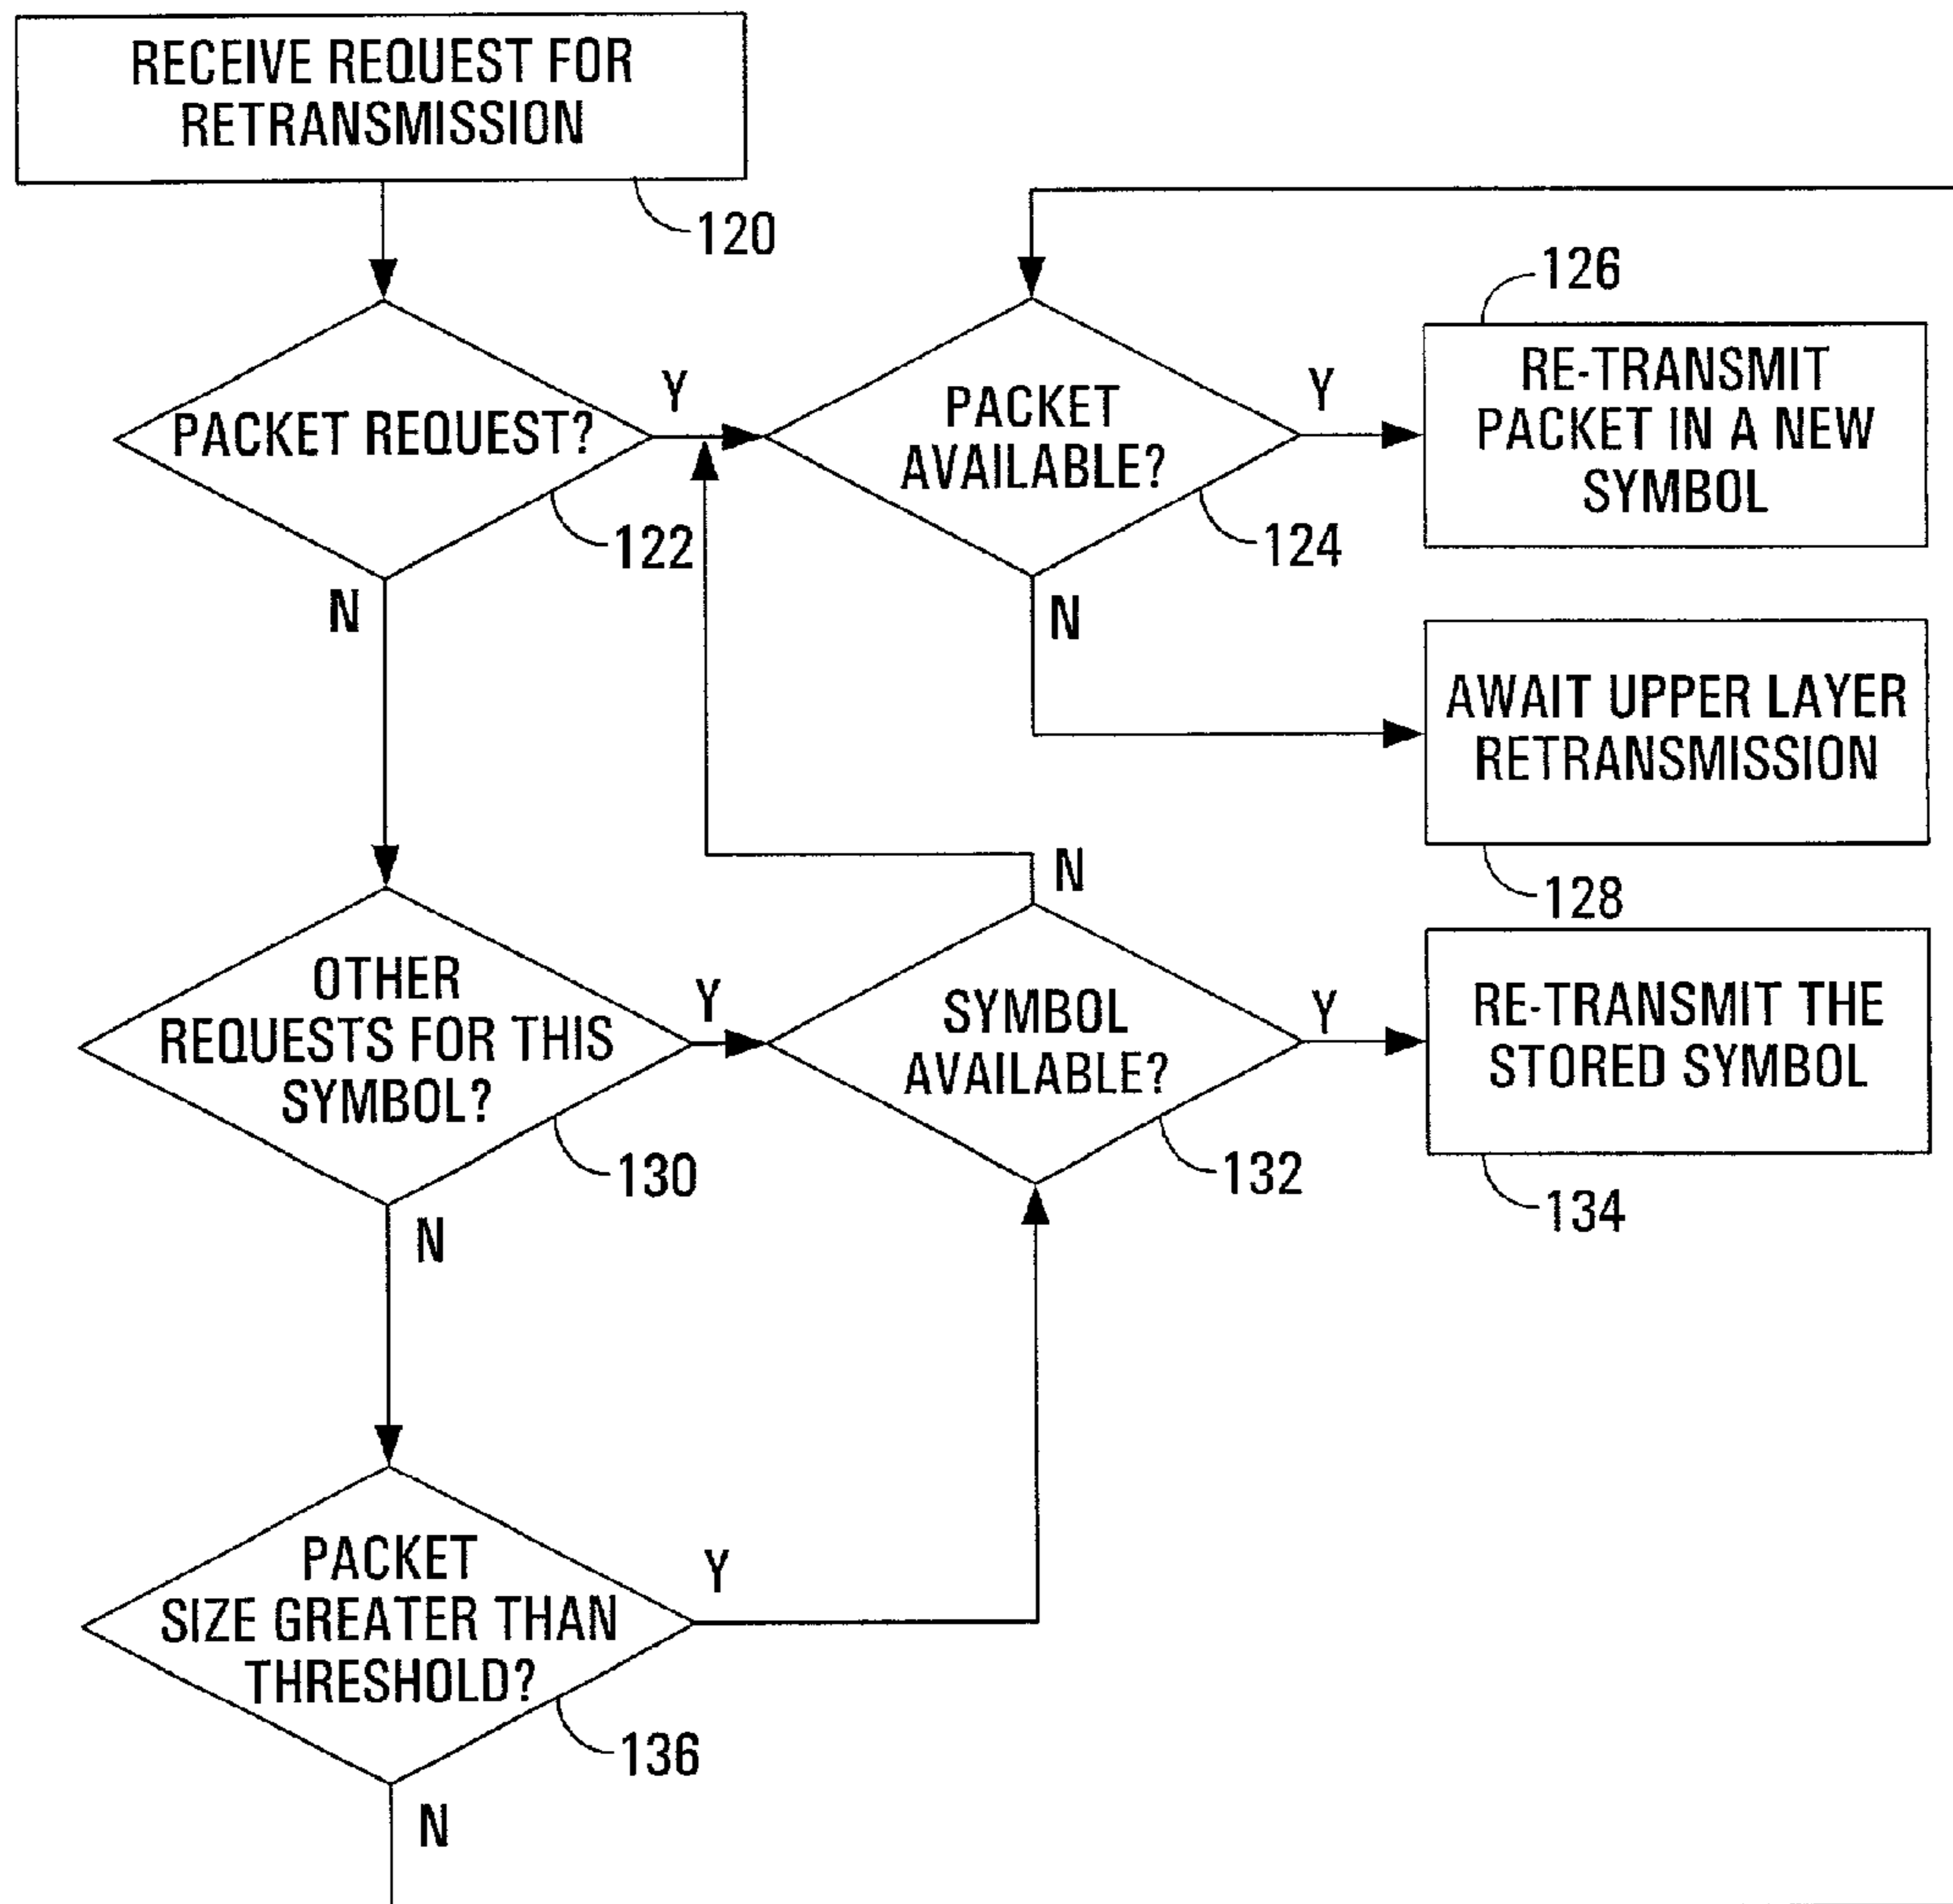 RECEIVE REQUEST FOR
RETRANSMISSION
120
PACKET REQUEST?
122
Y
N
PACKET
AVAILABLE?
124
Y
N
126
RE-TRANSMIT
PACKET IN A NEW
SYMBOL
AWAIT UPPER LAYER
RETRANSMISSION
128
OTHER
REQUESTS FOR THIS
SYMBOL?
130
Y
N
N
SYMBOL
AVAILABLE?
132
Y
RE-TRANSMIT THE
STORED SYMBOL
134
PACKET
SIZE GREATER THAN
THRESHOLD?
136
Y
N